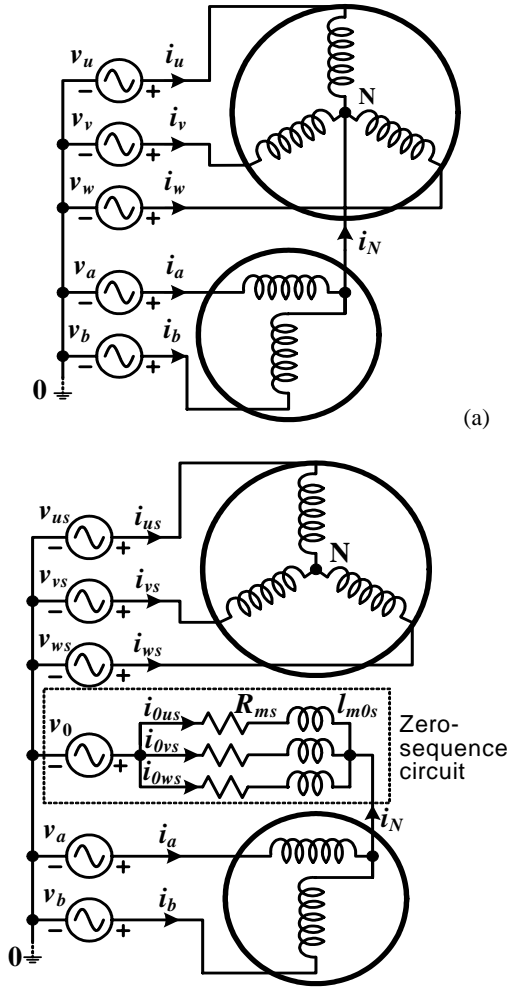 v_u i_u
N
v_v i_v
v_w i_w
i_N
v_a i_a
v_b i_b
0
(a)
v_us i_us
N
v_vs i_vs
v_ws i_ws
i_0us R_ms l_m0s
v_0 i_0vs
i_0ws
Zero-
sequence
circuit
i_N
v_a i_a
v_b i_b
0